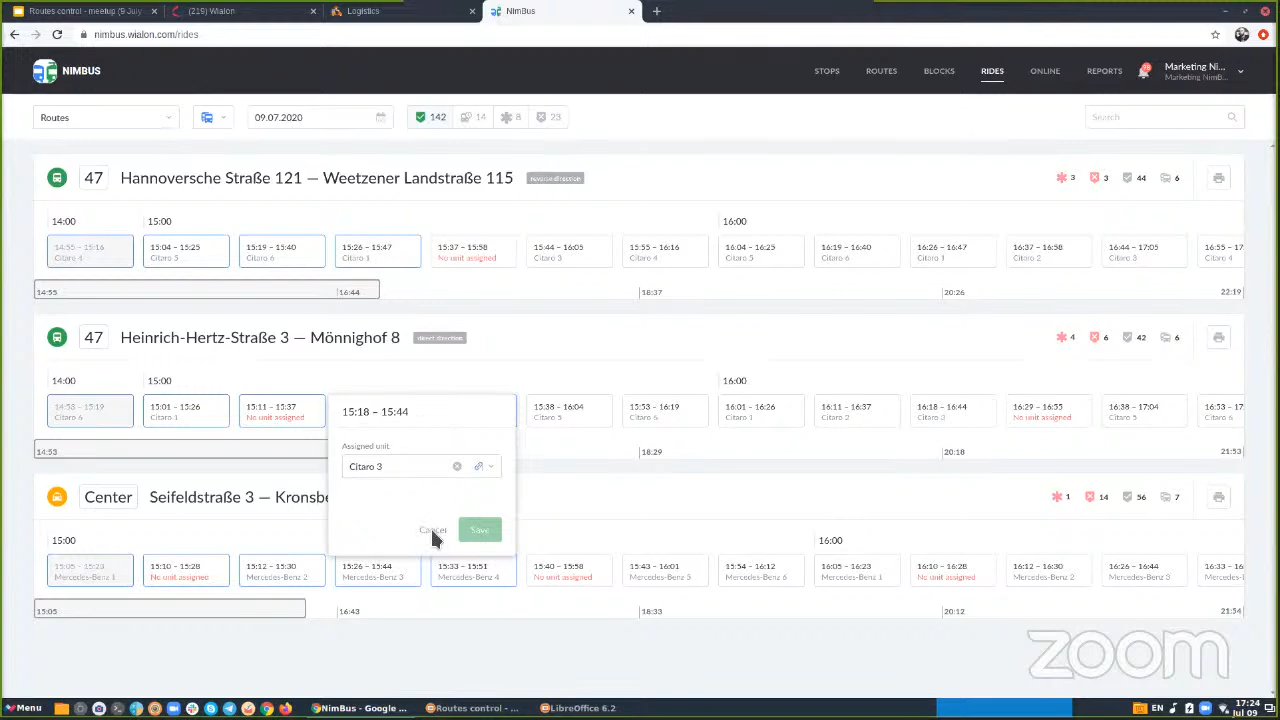 Routes control - meetup (9 July
(219) Wialon
Logistics
NimBus
nimbus.wialon.com/rides
NIMBUS
STOPS
ROUTES
BLOCKS
RIDES
ONLINE
REPORTS
Marketing Ni...
Marketing NimB...
Routes
09.07.2020
142
14
8
23
Search
47
Hannoversche Straße 121 — Weetzener Landstraße 115
reverse direction
3
3
44
6
14:00
15:00
16:00
14:55 – 15:16
Citaro 4
15:04 – 15:25
Citaro 5
15:19 – 15:40
Citaro 6
15:26 – 15:47
Citaro 1
15:37 – 15:58
No unit assigned
15:44 – 16:05
Citaro 3
15:55 – 16:16
Citaro 4
16:04 – 16:25
Citaro 5
16:19 – 16:40
Citaro 6
16:26 – 16:47
Citaro 1
16:37 – 16:58
Citaro 2
16:44 – 17:05
Citaro 3
16:55 – 17:
Citaro 4
14:55
16:44
18:37
20:26
22:19
47
Heinrich-Hertz-Straße 3 — Mönnighof 8
direct direction
4
6
42
6
14:00
15:00
16:00
14:53 – 15:19
Citaro 6
15:01 – 15:26
Citaro 1
15:11 – 15:37
No unit assigned
15:38 – 16:04
Citaro 5
15:53 – 16:19
Citaro 6
16:01 – 16:26
Citaro 1
16:11 – 16:37
Citaro 2
16:18 – 16:44
Citaro 3
16:29 – 16:55
No unit assigned
16:38 – 17:04
Citaro 5
16:53 – 17:
Citaro 6
14:53
18:29
20:18
21:53
15:18 – 15:44
Assigned unit:
Citaro 3
Cancel
Save
Center
Seifeldstraße 3 — Kronsbe
1
14
56
7
15:00
16:00
15:05 – 15:23
Mercedes-Benz 1
15:10 – 15:28
No unit assigned
15:12 – 15:30
Mercedes-Benz 2
15:26 – 15:44
Mercedes-Benz 3
15:33 – 15:51
Mercedes-Benz 4
15:40 – 15:58
No unit assigned
15:43 – 16:01
Mercedes-Benz 5
15:54 – 16:12
Mercedes-Benz 6
16:05 – 16:23
Mercedes-Benz 1
16:10 – 16:28
No unit assigned
16:12 – 16:30
Mercedes-Benz 2
16:26 – 16:44
Mercedes-Benz 3
16:33 – 16:
Mercedes-Be
15:05
16:43
18:33
20:12
21:54
zoom
Menu
NimBus - Google ...
Routes control - ...
LibreOffice 6.2
EN
17:24
Jul 09